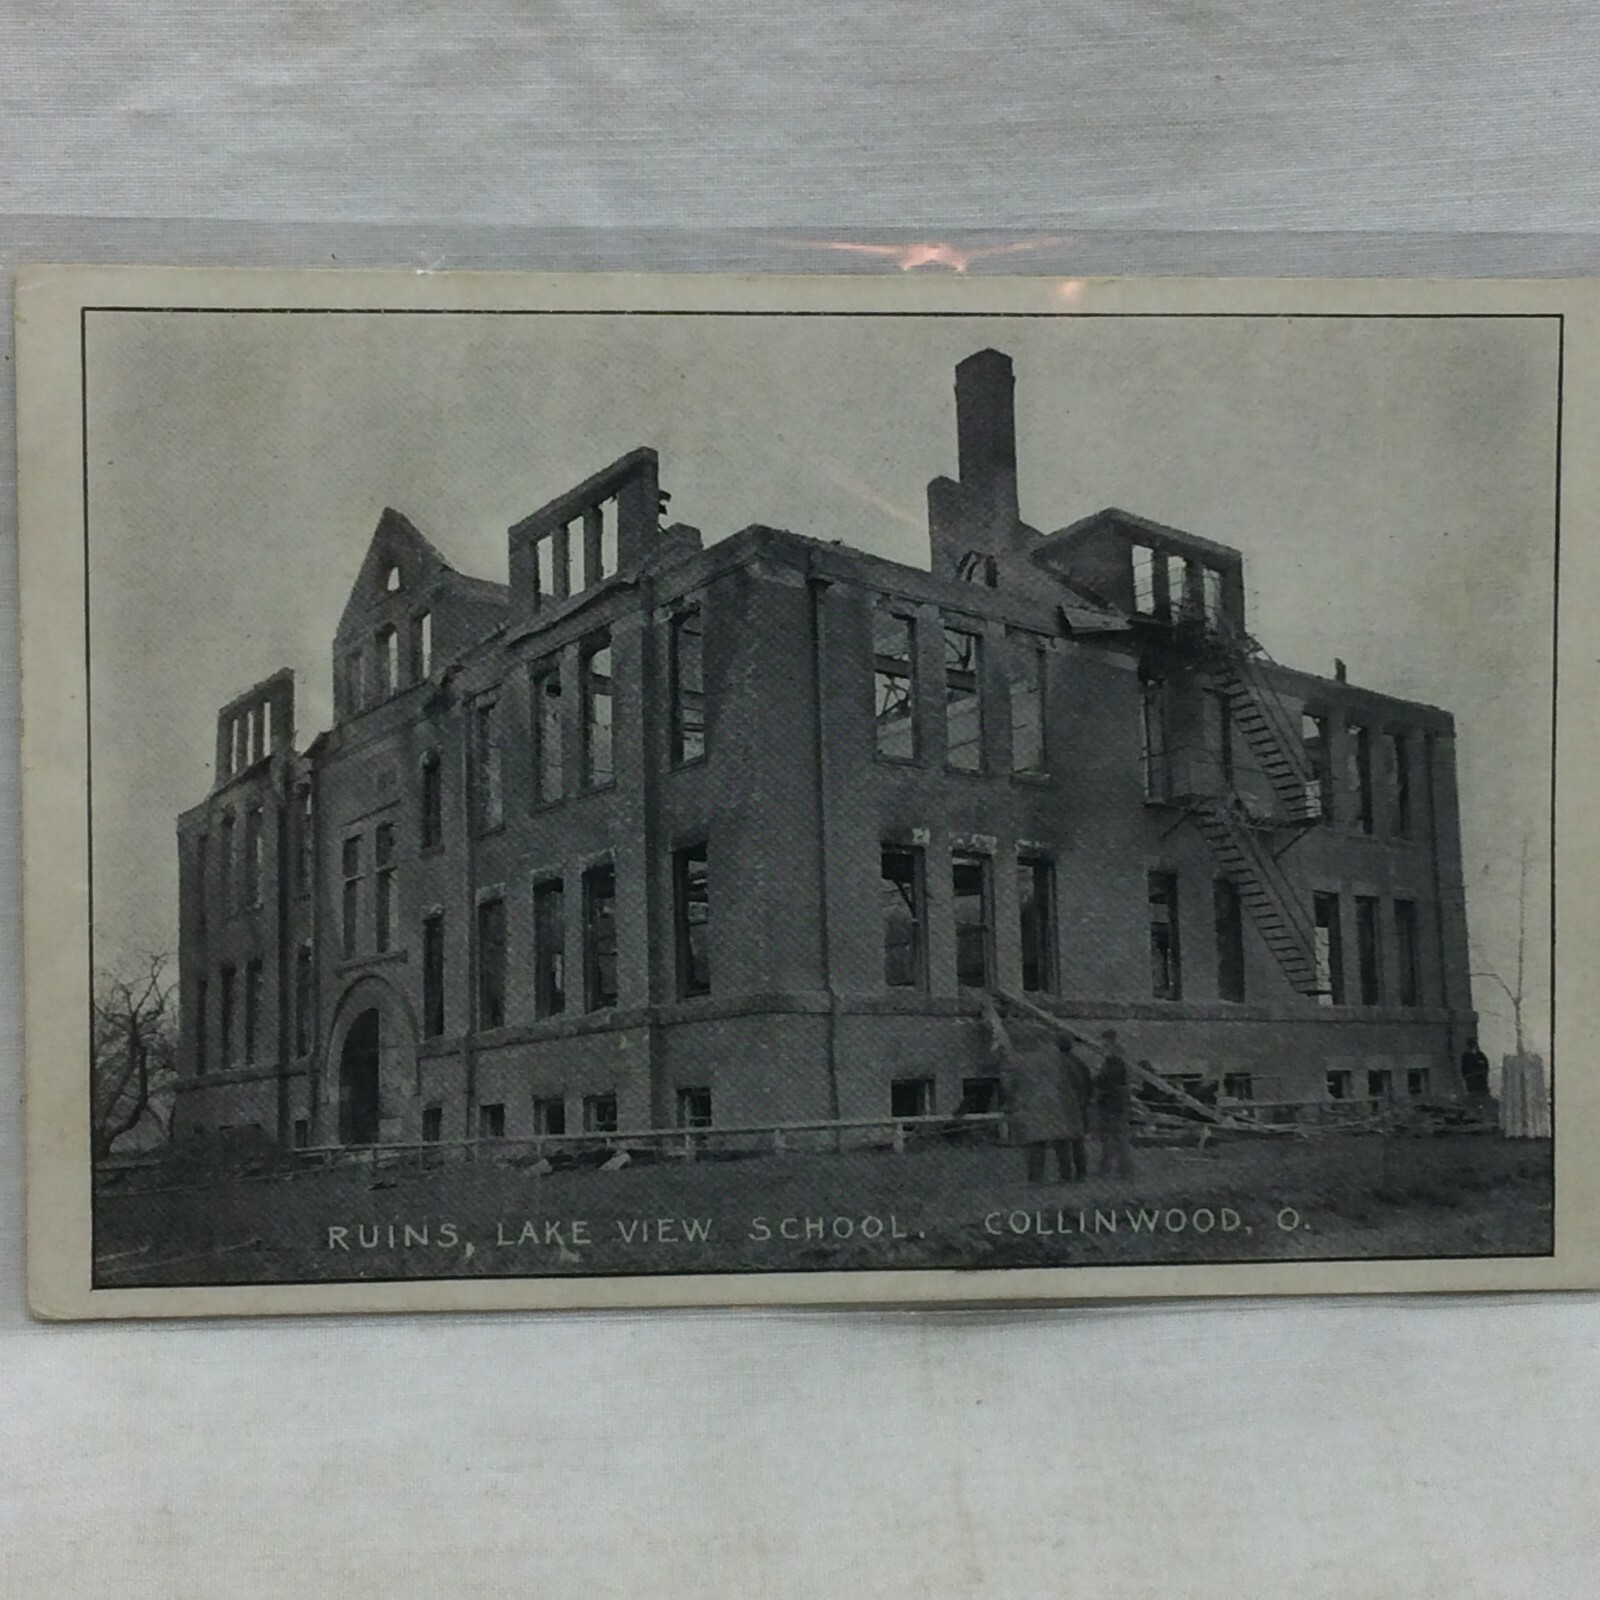 RUINS, LAKE VIEW SCHOOL. COLLINWOOD, O.